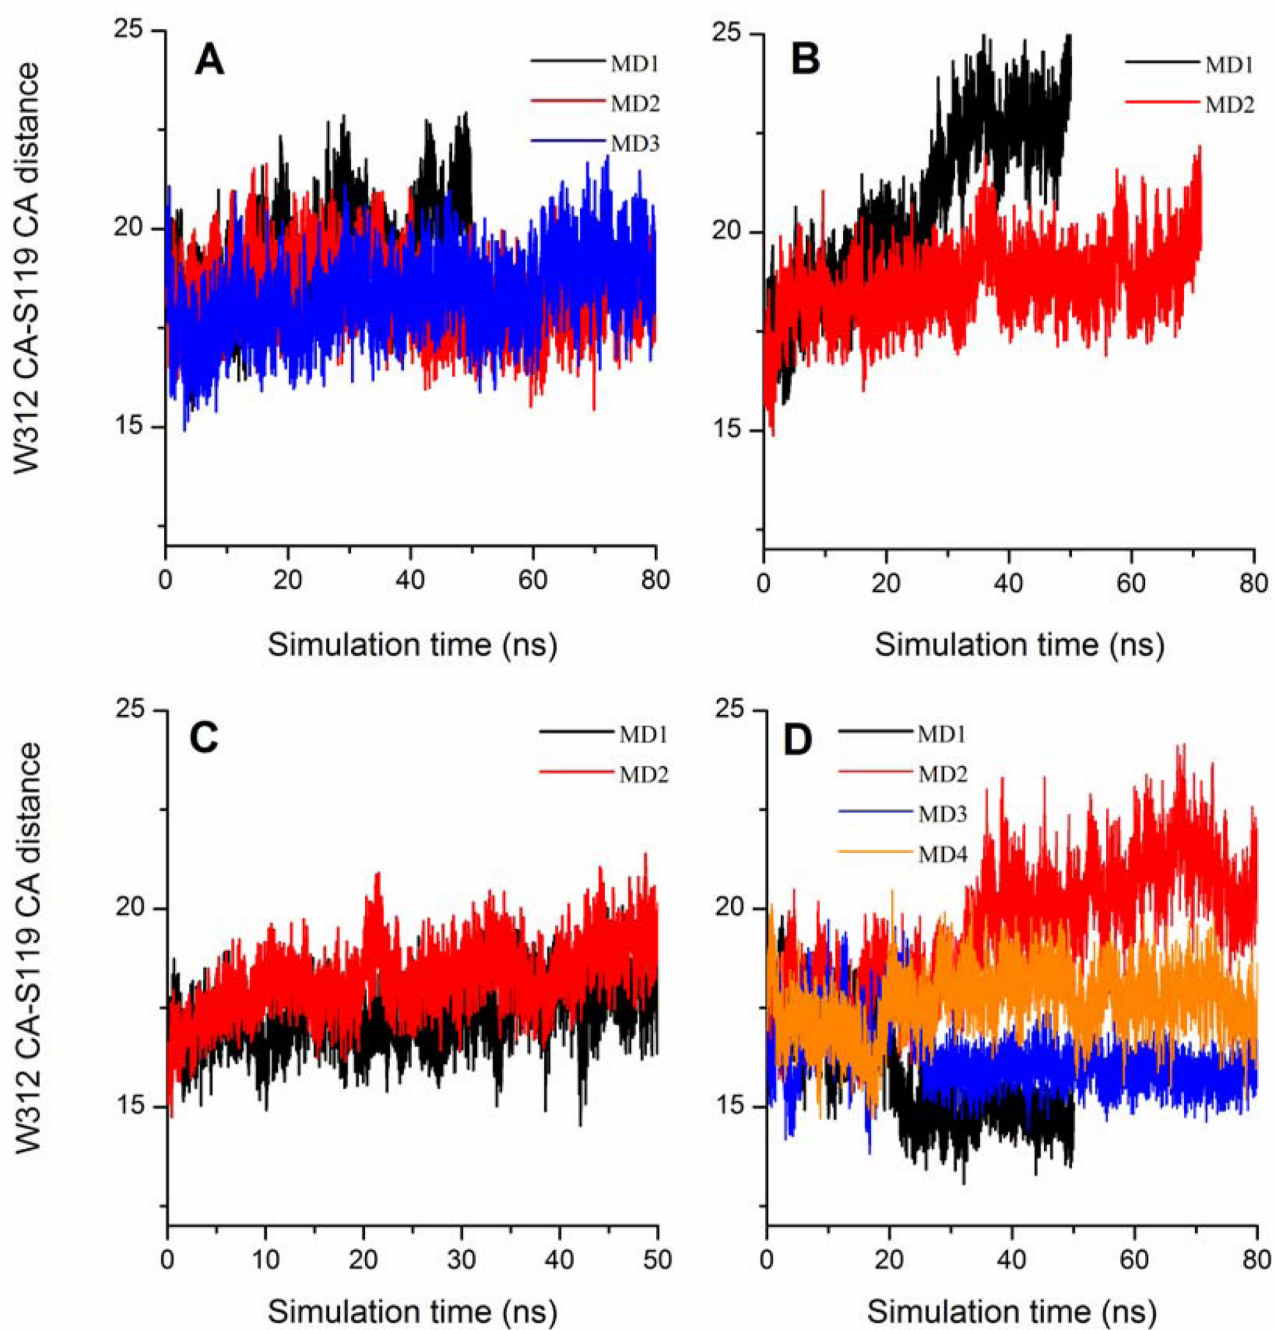 A
MD1
MD2
MD3
25
20
15
0 20 40 60 80
Simulation time (ns)
W312 CA-S119 CA distance
B
MD1
MD2
25
20
15
0 20 40 60 80
Simulation time (ns)
C
MD1
MD2
25
20
15
0 10 20 30 40 50
Simulation time (ns)
W312 CA-S119 CA distance
D
MD1
MD2
MD3
MD4
25
20
15
0 20 40 60 80
Simulation time (ns)